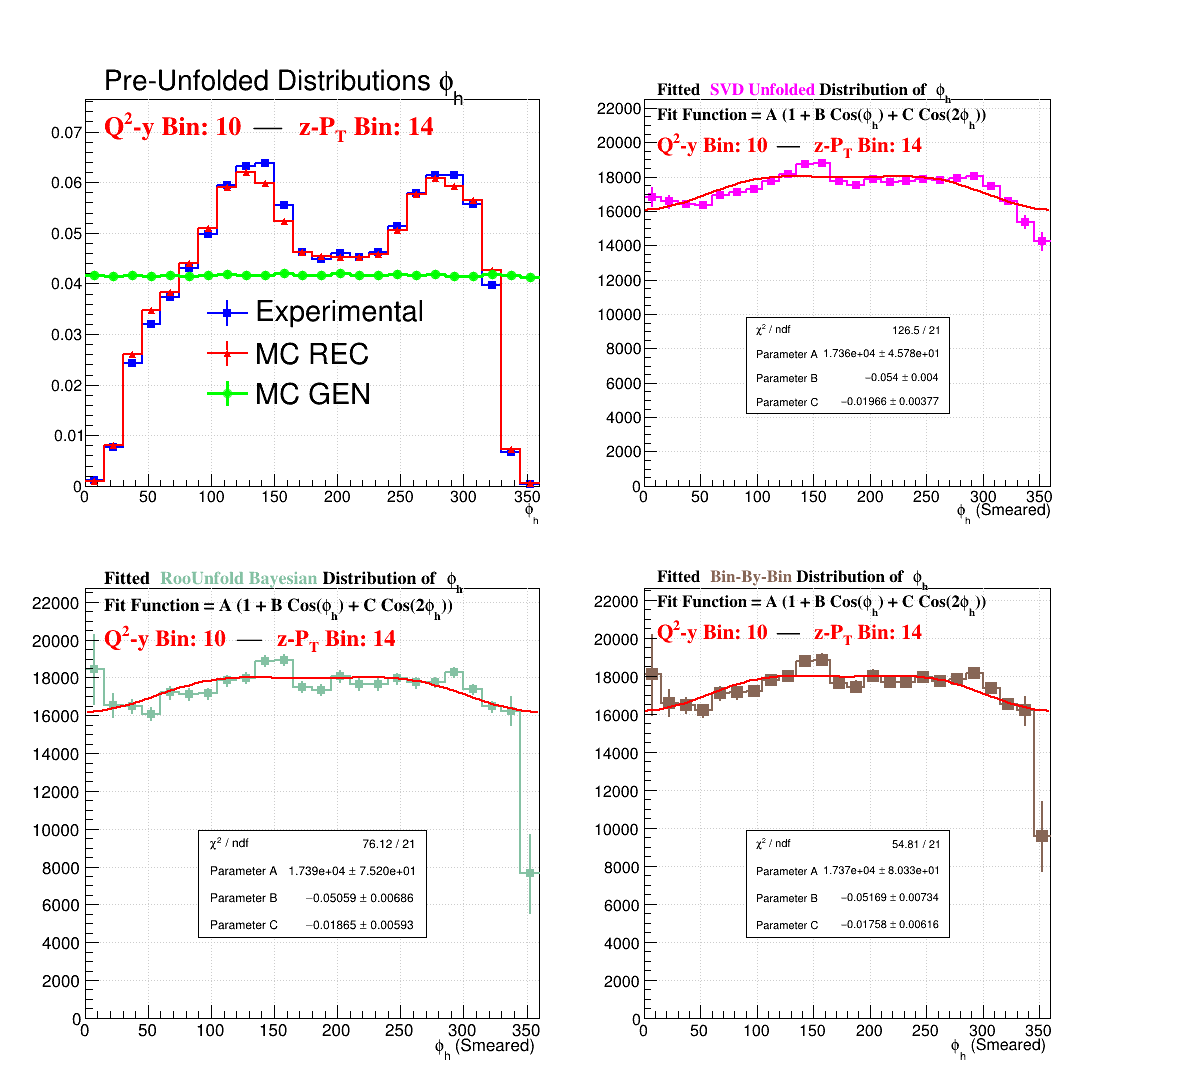 Pre-Unfolded Distributions ϕh
Q2-y Bin: 10 — z-PT Bin: 14
0.07
0.06
0.05
0.04
0.03
0.02
0.01
0
Experimental
MC REC
MC GEN
0 50 100 150 200 250 300 350
ϕh
Fitted SVD Unfolded Distribution of ϕh
Fit Function = A (1 + B Cos(ϕh) + C Cos(2ϕh))
Q2-y Bin: 10 — z-PT Bin: 14
22000
20000
18000
16000
14000
12000
10000
8000
6000
4000
2000
0
χ2 / ndf 126.5 / 21
Parameter A 1.736e+04 ± 4.578e+01
Parameter B −0.054 ± 0.004
Parameter C −0.01966 ± 0.00377
0 50 100 150 200 250 300 350
ϕh (Smeared)
Fitted RooUnfold Bayesian Distribution of ϕh
Fit Function = A (1 + B Cos(ϕh) + C Cos(2ϕh))
Q2-y Bin: 10 — z-PT Bin: 14
22000
20000
18000
16000
14000
12000
10000
8000
6000
4000
2000
0
χ2 / ndf 76.12 / 21
Parameter A 1.739e+04 ± 7.520e+01
Parameter B −0.05059 ± 0.00686
Parameter C −0.01865 ± 0.00593
0 50 100 150 200 250 300 350
ϕh (Smeared)
Fitted Bin-By-Bin Distribution of ϕh
Fit Function = A (1 + B Cos(ϕh) + C Cos(2ϕh))
Q2-y Bin: 10 — z-PT Bin: 14
22000
20000
18000
16000
14000
12000
10000
8000
6000
4000
2000
0
χ2 / ndf 54.81 / 21
Parameter A 1.737e+04 ± 8.033e+01
Parameter B −0.05169 ± 0.00734
Parameter C −0.01758 ± 0.00616
0 50 100 150 200 250 300 350
ϕh (Smeared)